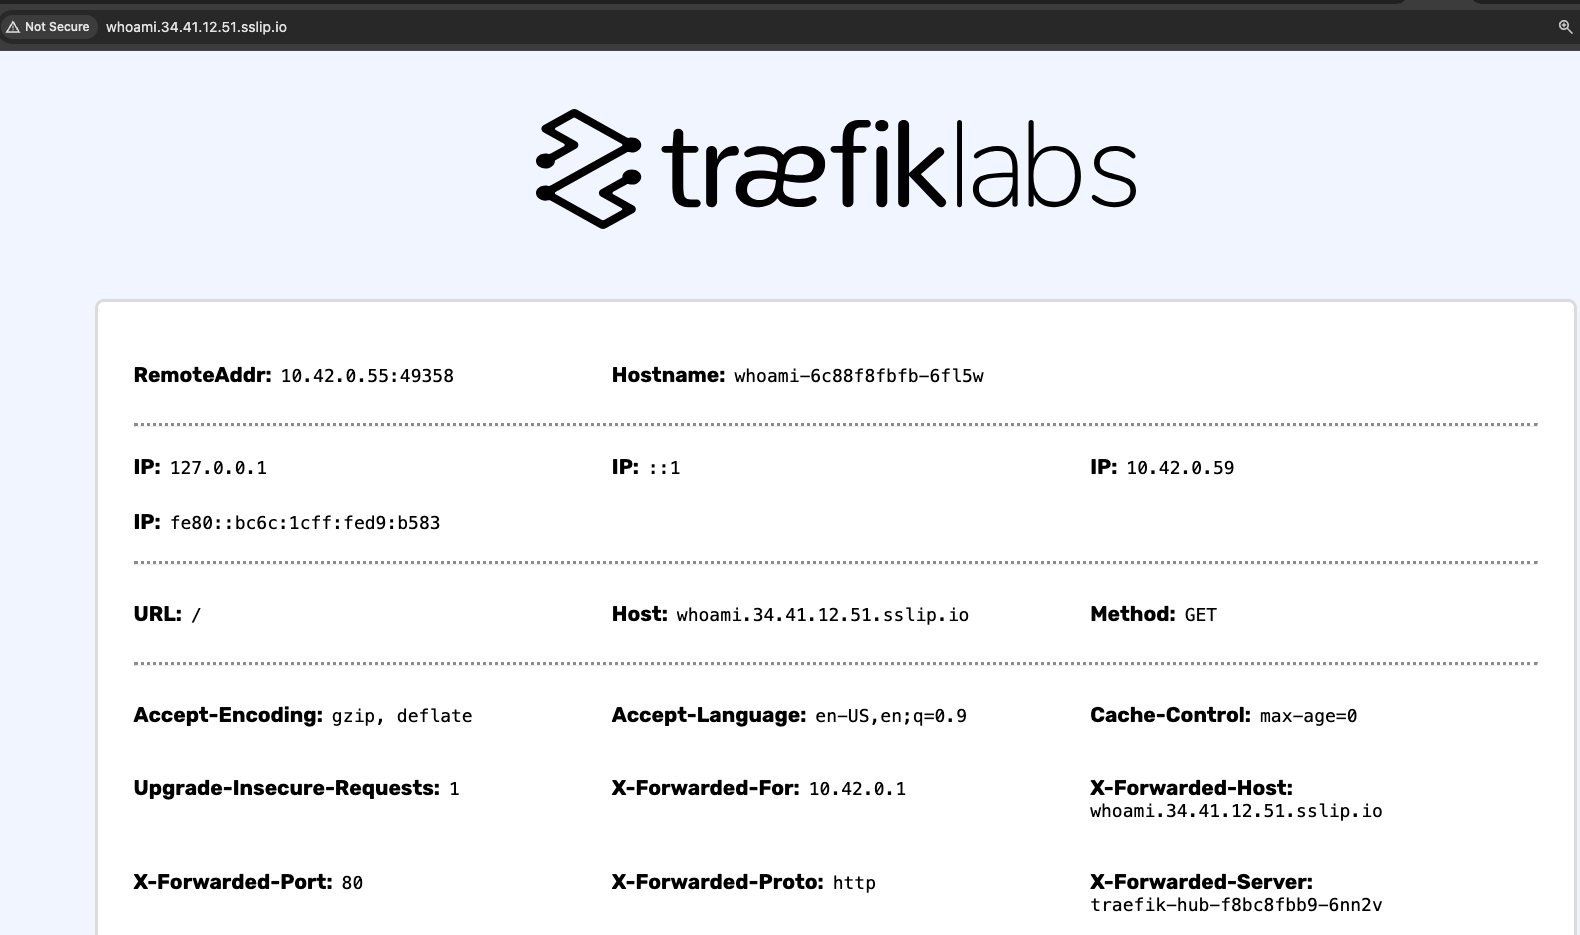 Not Secure whoami.34.41.12.51.sslip.io
træfiklabs
RemoteAddr: 10.42.0.55:49358 Hostname: whoami-6c88f8fbfb-6fl5w
IP: 127.0.0.1 IP: ::1 IP: 10.42.0.59
IP: fe80::bc6c:1cff:fed9:b583
URL: / Host: whoami.34.41.12.51.sslip.io Method: GET
Accept-Encoding: gzip, deflate Accept-Language: en-US,en;q=0.9 Cache-Control: max-age=0
Upgrade-Insecure-Requests: 1 X-Forwarded-For: 10.42.0.1 X-Forwarded-Host:
whoami.34.41.12.51.sslip.io
X-Forwarded-Port: 80 X-Forwarded-Proto: http X-Forwarded-Server:
traefik-hub-f8bc8fbb9-6nn2v